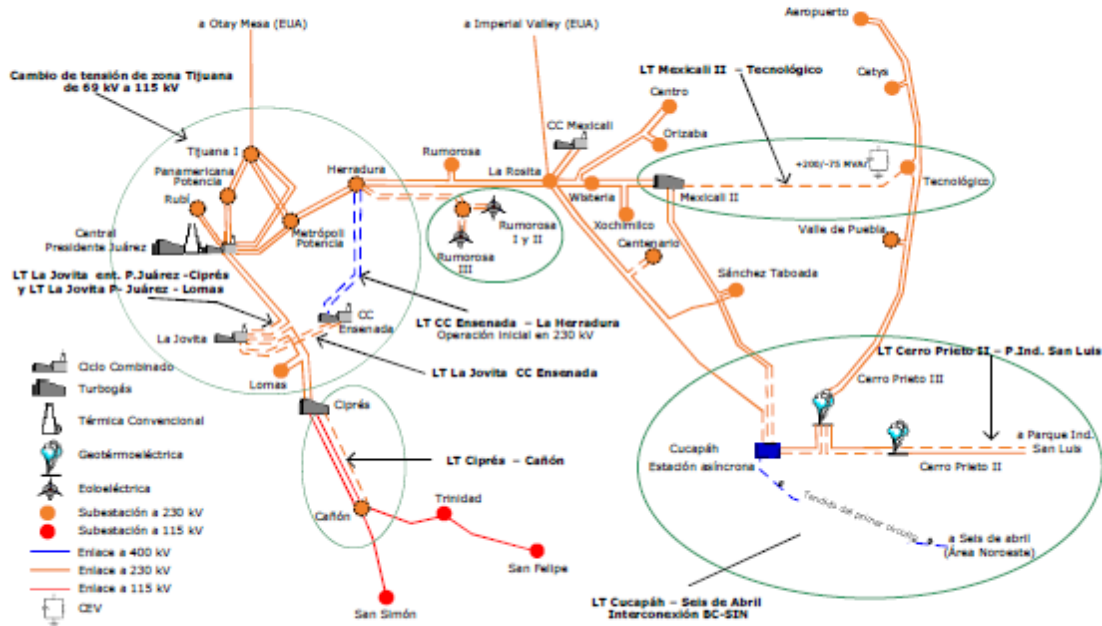 a Otay Mesa (EUA)
a Imperial Valley (EUA)
Aeropuerto
Cambio de tensión de zona Tijuana
de 69 kV a 115 kV
LT Mexicali II – Tecnológico
Cetys
Centro
CC Mexicali
Orizaba
Tijuana I
Panamericana
Potencia
Rubí
Herradura
Rumorosa
La Rosita
+200/-75 MVAr
Tecnológico
Wisteria
Mexicali II
Xochimilco
Central
Presidente Juárez
Metrópoli
Potencia
Rumorosa
I y II
Rumorosa
III
Centenario
Valle de Puebla
Sánchez Taboada
LT La Jovita ent. P.Juárez -Ciprés
y LT La Jovita P- Juárez - Lomas
La Jovita
CC
Ensenada
LT CC Ensenada – La Herradura
Operación inicial en 230 kV
LT La Jovita CC Ensenada
Lomas
LT Cerro Prieto II – P.Ind. San Luis
Cerro Prieto III
Ciprés
Ciclo Combinado
Turbogás
Térmica Convencional
Geotérmoeléctrica
Eoloeléctrica
Subestación a 230 kV
Subestación a 115 kV
Enlace a 400 kV
Enlace a 230 kV
Enlace a 115 kV
CEV
LT Ciprés – Cañón
Cañón
Trinidad
San Felipe
San Simón
Cucapáh
Estación asíncrona
a Parque Ind.
San Luis
Cerro Prieto II
Tendido del primer circuito
a Seis de abril
(Área Noroeste)
LT Cucapáh – Seis de Abril
Interconexión BC-SIN